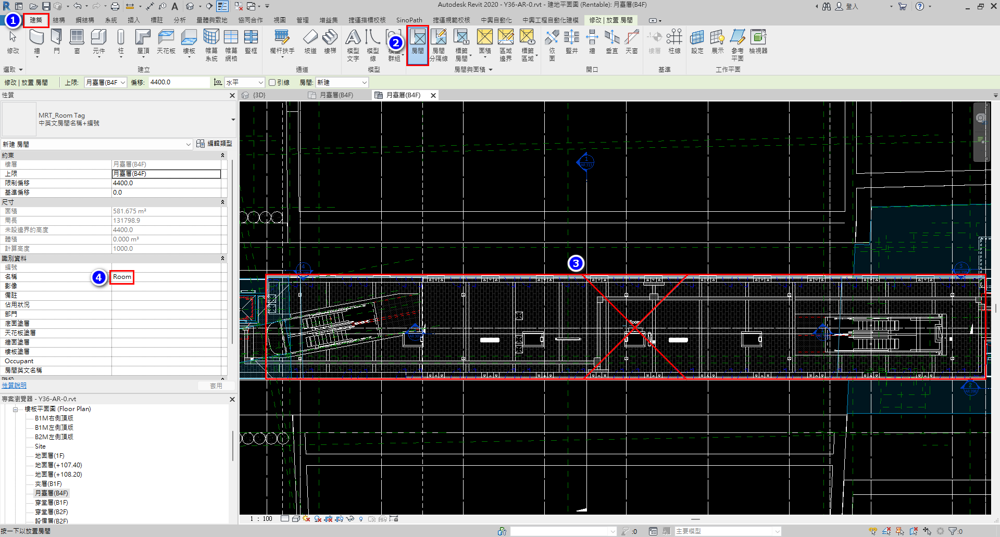 Autodesk Revit 2020 - Y36-AR-0.rvt - 建地平面圖 (Rentable): 月臺層(B4F)
登入
1
建築
結構
鋼結構
系統
插入
標註
分析
量體與敷地
協同合作
視圖
管理
增益集
捷運指標校核
SinoPath
捷運規範校核
中興自動化
中興工程自動化建模
修改 | 放置 房間
2
修改
牆
門
窗
元件
柱
屋頂
天花板
樓板
帷幕
系統
帷幕
網格
豎框
欄杆扶手
坡道
樓梯
模型
文字
模型
線
模型
群組
房間
房間
分隔線
標籤
房間
面積
區域
邊界
標籤
區域
依
面
豎井
牆
垂直
天窗
樓層
柱線
設定
展示
參考
平面
檢視器
選取
建立
通道
模型
房間與面積
開口
基準
工作平面
修改 | 放置 房間
上限:
月臺層(B4F
偏移:
4400.0
水平
引線
房間:
新建
性質
{3D}
月臺層(B4F)
月臺層(B4F)
MRT_Room Tag
中英文房間名稱+編號
新建 房間
編輯類型
約束
樓層
月臺層(B4F)
上限
月臺層(B4F)
限制偏移
4400.0
基準偏移
0.0
尺寸
面積
581.675 m²
周長
131798.9
未設邊界的高度
4400.0
體積
0.000 m³
計算高度
1000.0
識別資料
編號
名稱
Room
4
影像
備註
佔用狀況
部門
底面塗層
天花板塗層
牆面塗層
樓板塗層
Occupant
房間英文名稱
階段
性質說明
套用
3
1
4
3
Room
專案瀏覽器 - Y36-AR-0.rvt
樓板平面圖 (Floor Plan)
B1M右側頂版
B1M左側頂版
B2M左側頂版
Site
地面層(1F)
地面層(+107.40)
地面層(+108.20)
夾層(B1F)
月臺層(B4F)
穿堂層(B1F)
穿堂層(B2F)
設備層(B2F)
1 : 100
按一下以放置房間
:0
主要模型
:0